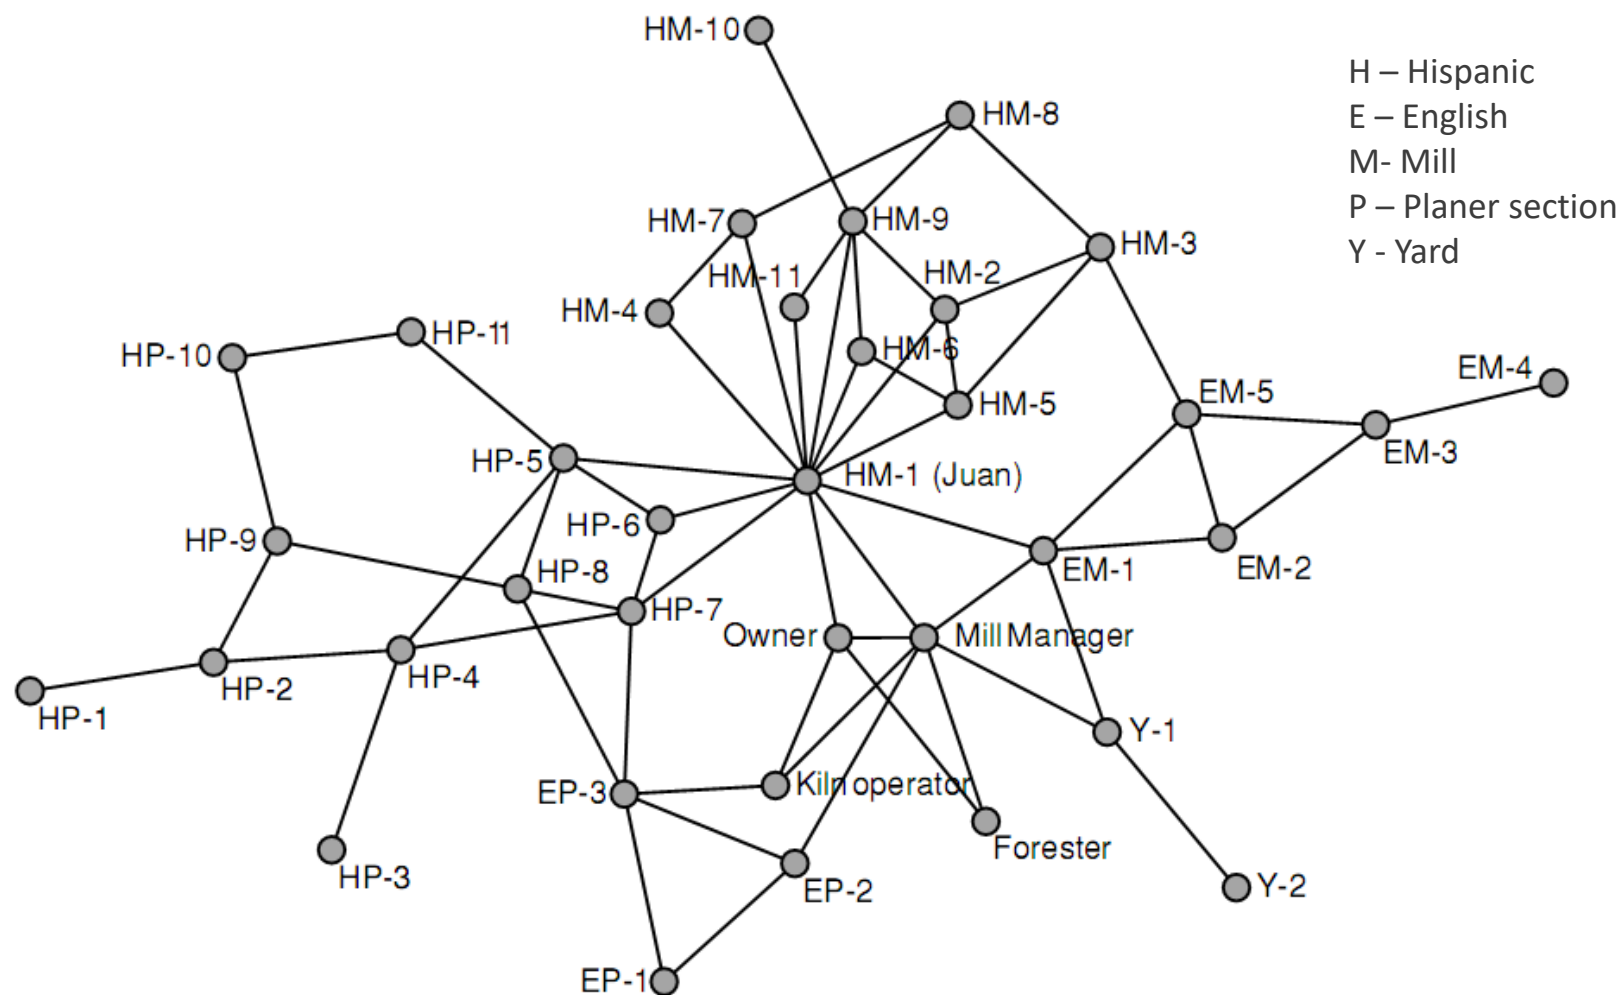 HM-10
H – Hispanic
HM-8
E – English
M- Mill
P – Planer section
HM-7
HM-9
HM-3
Y - Yard
HM-11
HM-2
HM-4
HP-11
HP-10
HM-6
EM-4
EM-5
HM-5
EM-3
HP-5
HM-1 (Juan)
HP-6
HP-9
HP-8
EM-1
EM-2
HP-7
Owner
Mill Manager
HP-4
HP-2
HP-1
Y-1
Kiln operator
EP-3
Forester
HP-3
EP-2
Y-2
EP-1